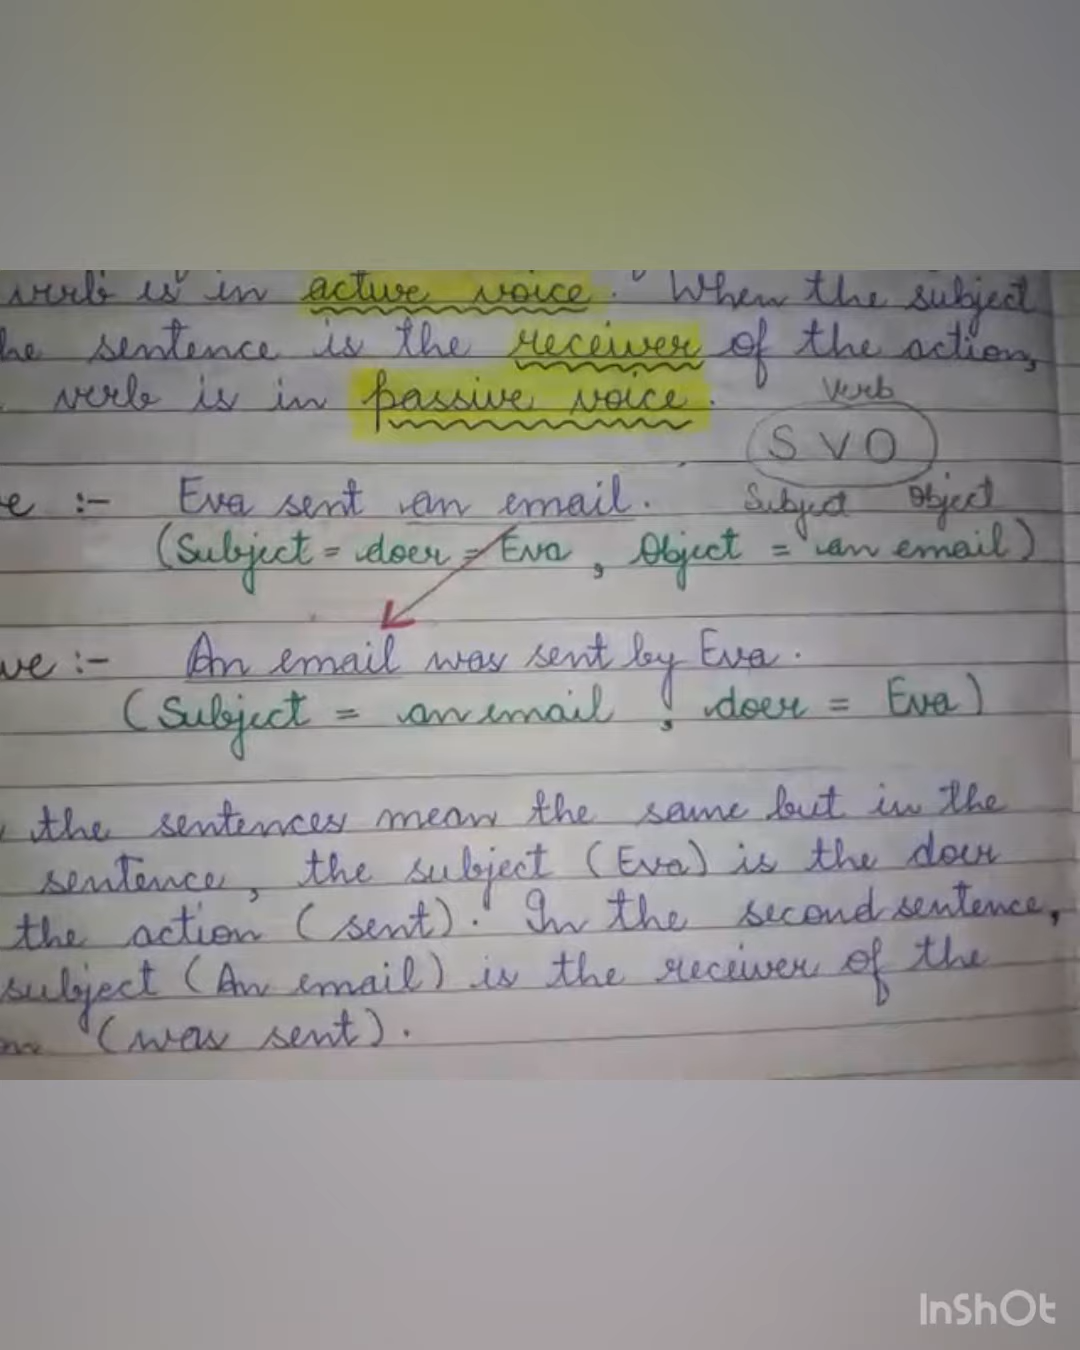 verb is in active voice. When the subject
he sentence is the receiver of the action,
verb is in passive voice.
Verb
S V O
Subject Object
e :- Eva sent an email.
(Subject = doer = Eva, Object = an email)
ve :- An email was sent by Eva.
(Subject = an email, doer = Eva)
the sentences mean the same but in the
sentence, the subject (Eva) is the doer
the action (sent). In the second sentence,
subject (An email) is the receiver of the
(was sent).
InShOt